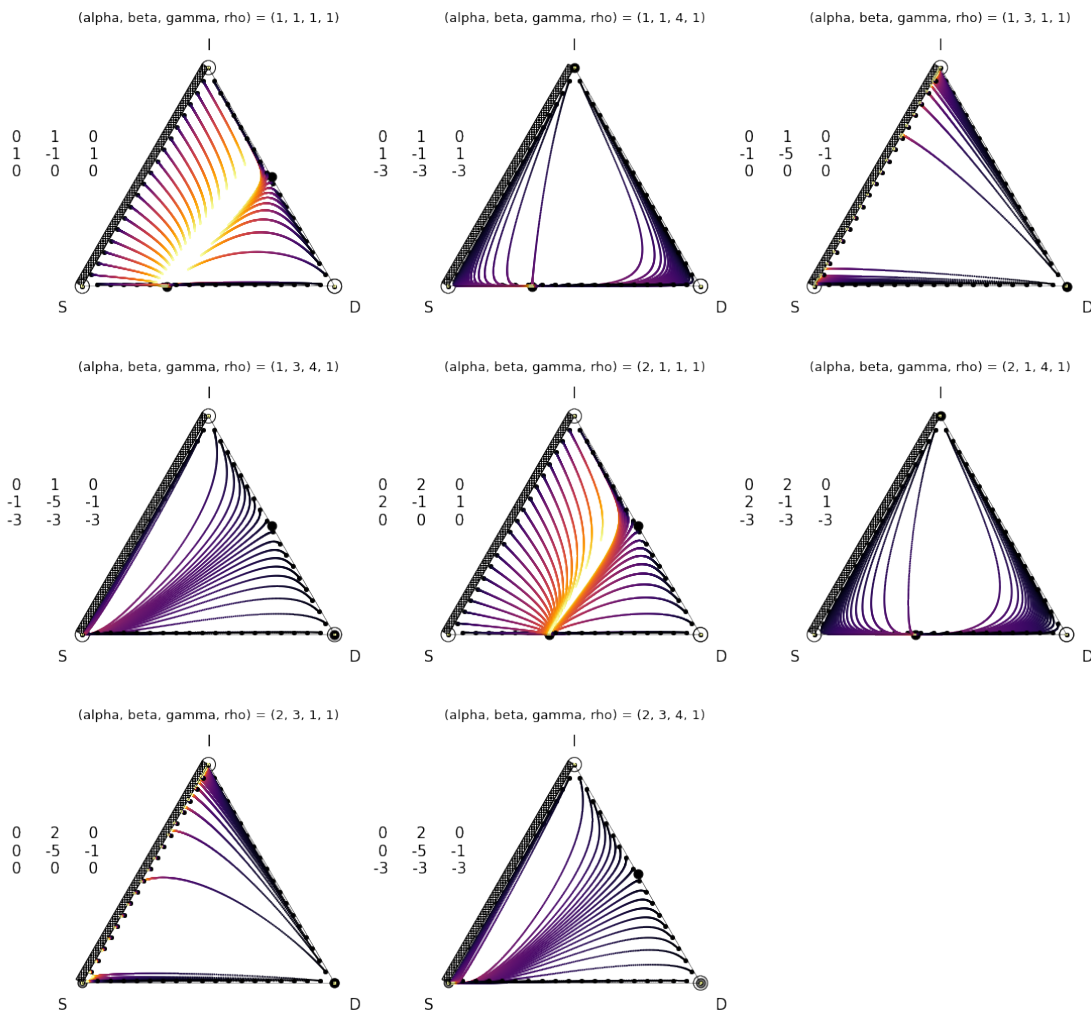 (alpha, beta, gamma, rho) = (1, 1, 1, 1)
I
0 1 0
1 -1 1
0 0 0
S D
(alpha, beta, gamma, rho) = (1, 1, 4, 1)
I
0 1 0
1 -1 1
-3 -3 -3
S D
(alpha, beta, gamma, rho) = (1, 3, 1, 1)
I
0 1 0
-1 -5 -1
0 0 0
S D
(alpha, beta, gamma, rho) = (1, 3, 4, 1)
I
0 1 0
-1 -5 -1
-3 -3 -3
S D
(alpha, beta, gamma, rho) = (2, 1, 1, 1)
I
0 2 0
2 -1 1
0 0 0
S D
(alpha, beta, gamma, rho) = (2, 1, 4, 1)
I
0 2 0
2 -1 1
-3 -3 -3
S D
(alpha, beta, gamma, rho) = (2, 3, 1, 1)
I
0 2 0
0 -5 -1
0 0 0
S D
(alpha, beta, gamma, rho) = (2, 3, 4, 1)
I
0 2 0
0 -5 -1
-3 -3 -3
S D